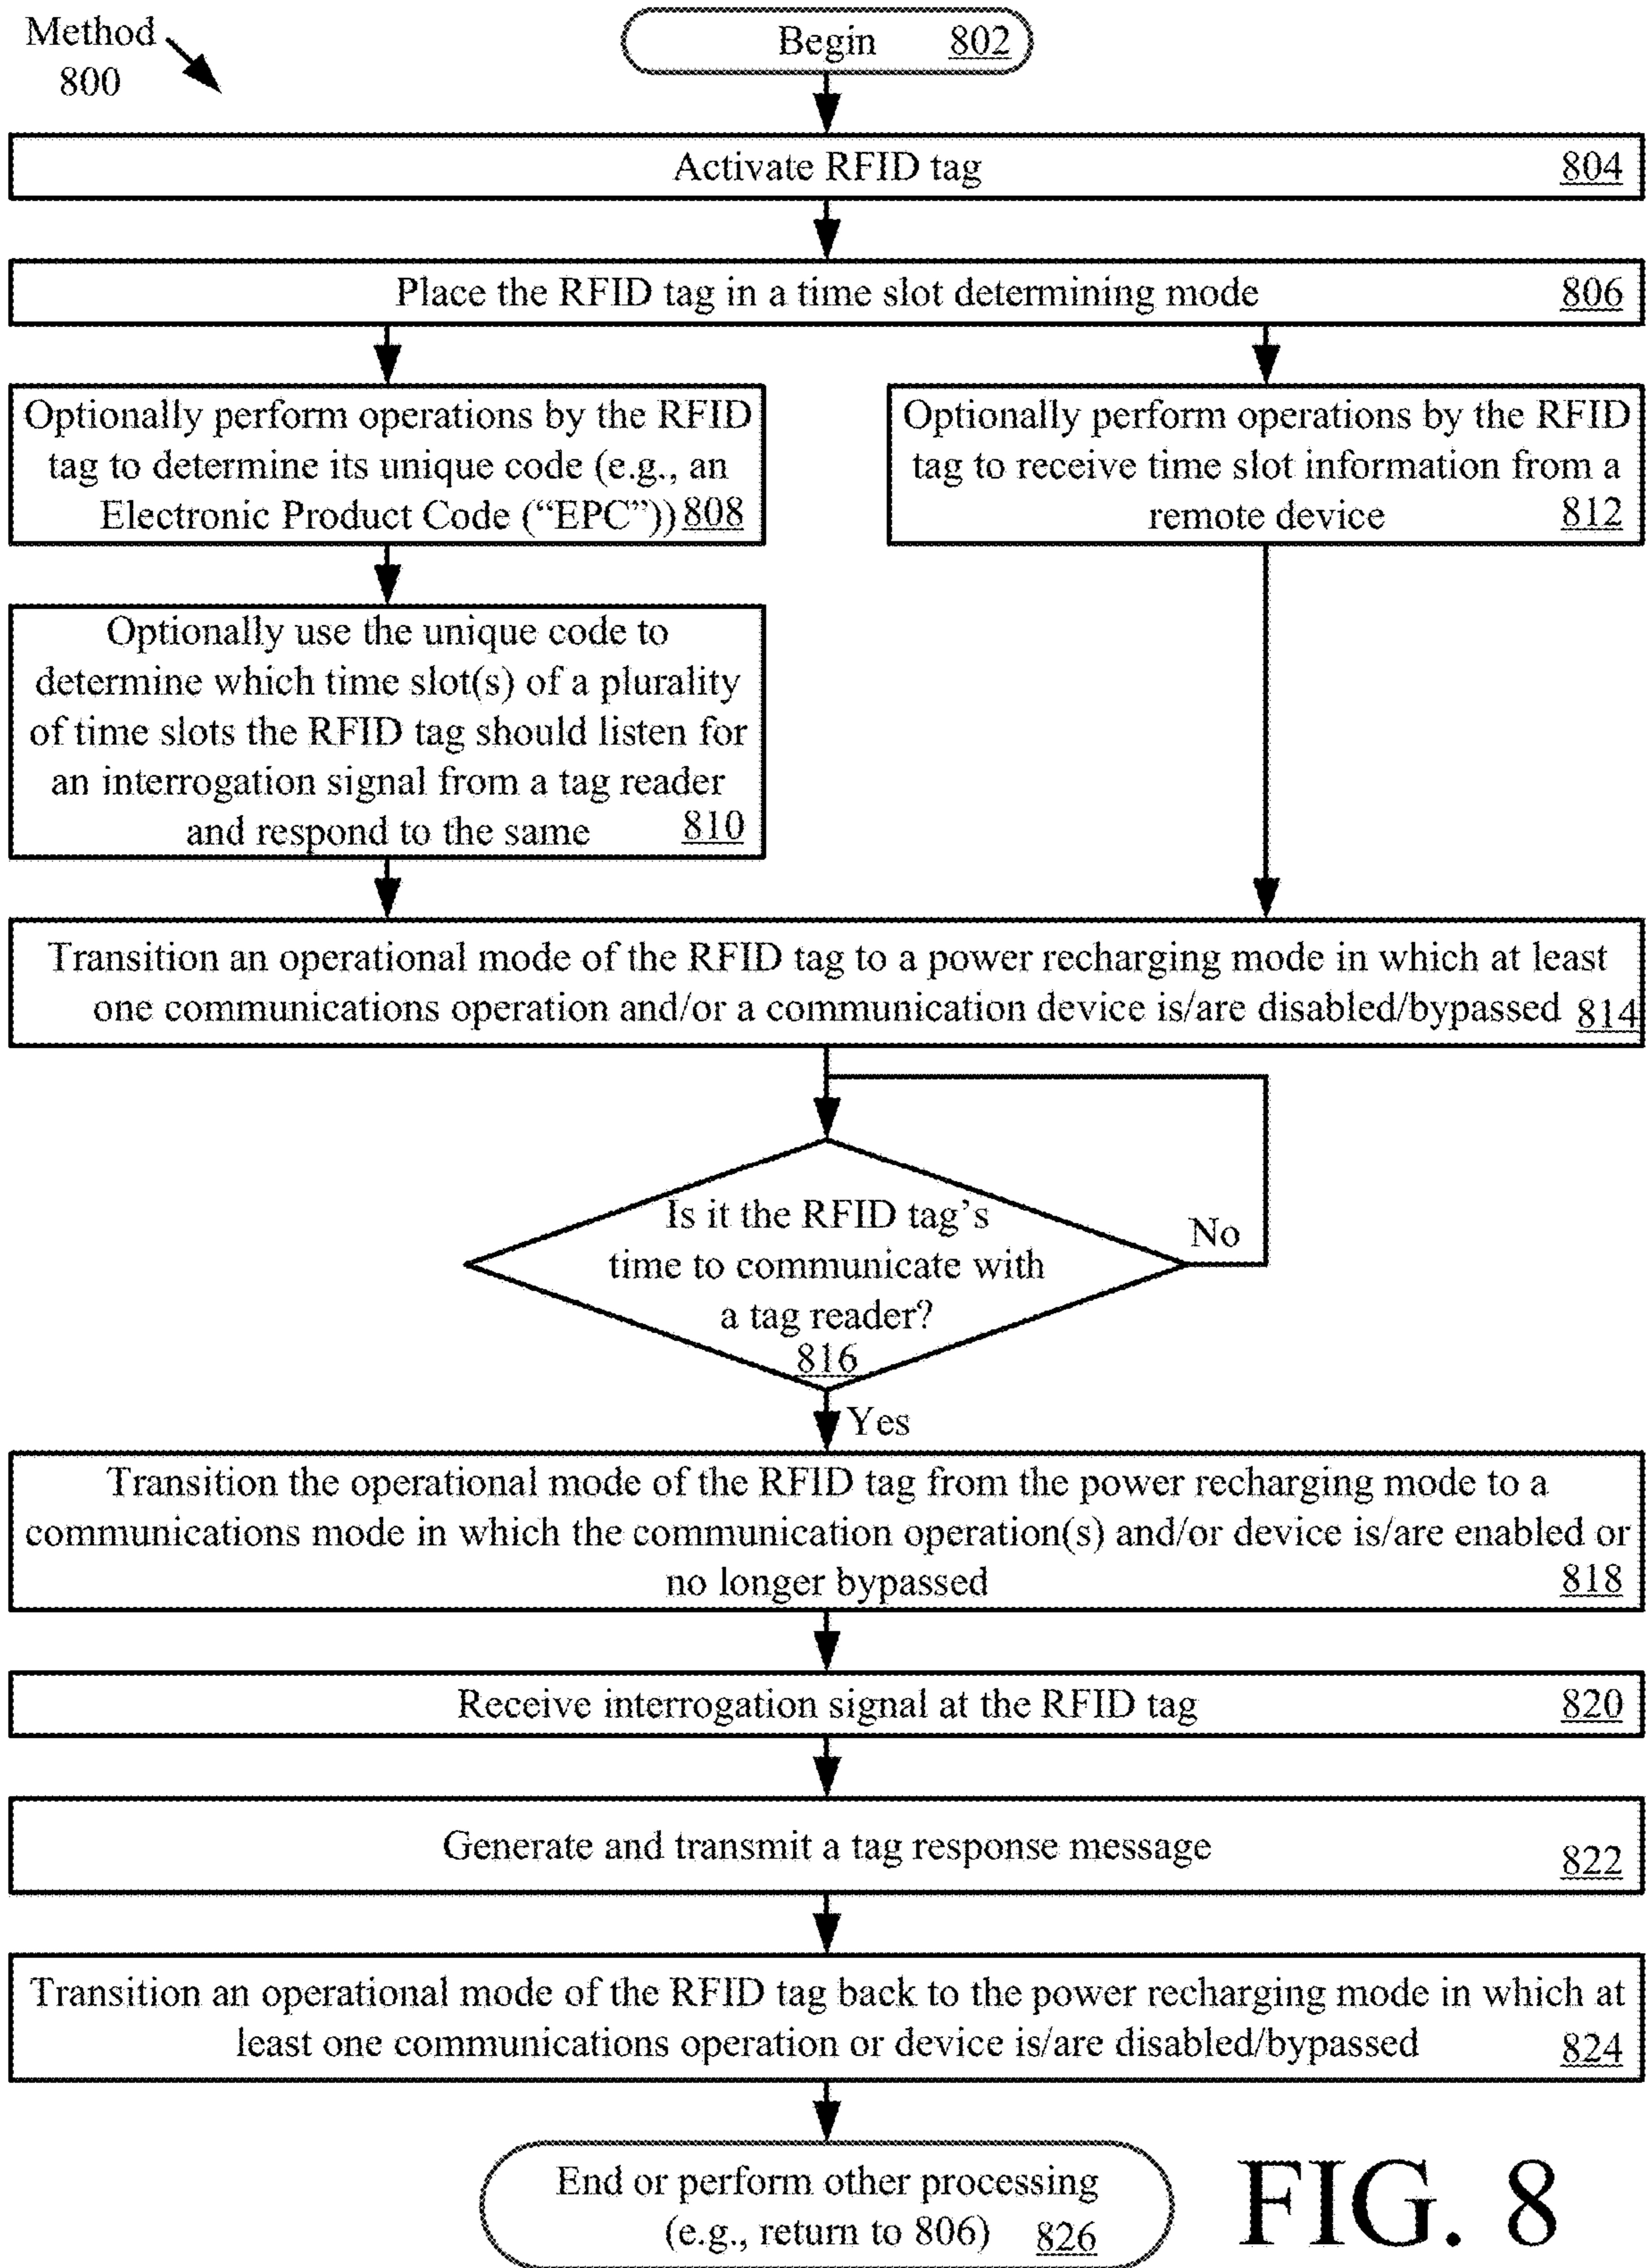 Method
800
Begin 802
Activate RFID tag 804
Place the RFID tag in a time slot determining mode 806
Optionally perform operations by the RFID
tag to determine its unique code (e.g., an
Electronic Product Code (“EPC”)) 808
Optionally perform operations by the RFID
tag to receive time slot information from a
remote device 812
Optionally use the unique code to
determine which time slot(s) of a plurality
of time slots the RFID tag should listen for
an interrogation signal from a tag reader
and respond to the same 810
Transition an operational mode of the RFID tag to a power recharging mode in which at least
one communications operation and/or a communication device is/are disabled/bypassed 814
Is it the RFID tag’s
time to communicate with
a tag reader?
816
No
Yes
Transition the operational mode of the RFID tag from the power recharging mode to a
communications mode in which the communication operation(s) and/or device is/are enabled or
no longer bypassed 818
Receive interrogation signal at the RFID tag 820
Generate and transmit a tag response message 822
Transition an operational mode of the RFID tag back to the power recharging mode in which at
least one communications operation or device is/are disabled/bypassed 824
End or perform other processing
(e.g., return to 806) 826
FIG. 8